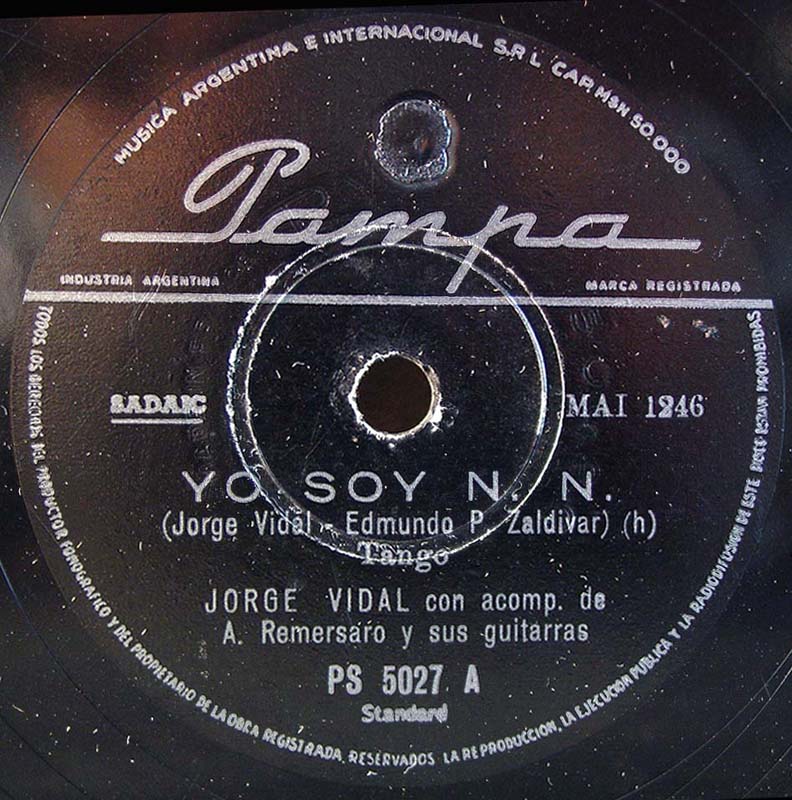 MUSICA ARGENTINA E INTERNACIONAL S.R.L CAP. M$N 50.000
Pampa
INDUSTRIA ARGENTINA
MARCA REGISTRADA
SADAIC
MAI 1246
YO SOY N. N.
(Jorge Vidal - Edmundo P. Zaldivar) (h)
Tango
JORGE VIDAL con acomp. de
A. Remersaro y sus guitarras
PS 5027 A
Standard
TODOS LOS DERECHOS DEL PRODUCTOR FONOGRAFICO Y DEL PROPIETARIO DE LA OBRA REGISTRADA, RESERVADOS. LA REPRODUCCION, LA EJECUCION PUBLICA Y LA RADIODIFUSION DE ESTE DISCO ESTAN PROHIBIDAS